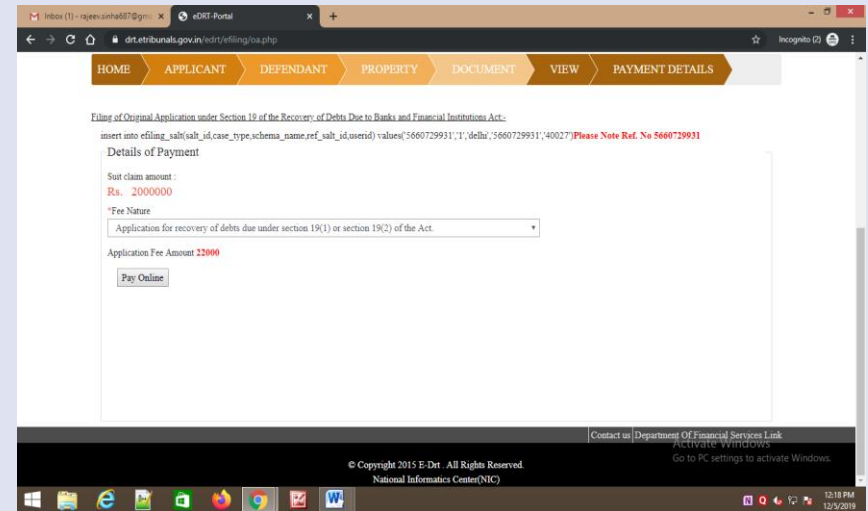 Inbox (1) - rajeev.sinha687@gm
eDRT-Portal
drt.etribunals.gov.in/edrt/efiling/oa.php
Incognito (2)
HOME APPLICANT DEFENDANT PROPERTY DOCUMENT VIEW PAYMENT DETAILS
Filing of Original Application under Section 19 of the Recovery of Debts Due to Banks and Financial Institutions Act:-
insert into efiling_salt(salt_id,case_type,schema_name,ref_salt_id,userid) values('5660729931','1','delhi','5660729931','40027')Please Note Ref. No 5660729931
Details of Payment
Suit claim amount :
Rs. 2000000
*Fee Nature
Application for recovery of debts due under section 19(1) or section 19(2) of the Act.
Application Fee Amount 22000
Pay Online
Contact us Department Of Financial Services Link
Activate Windows
Go to PC settings to activate Windows.
© Copyright 2015 E-Drt . All Rights Reserved.
National Informatics Center(NIC)
12:18 PM
12/5/2019